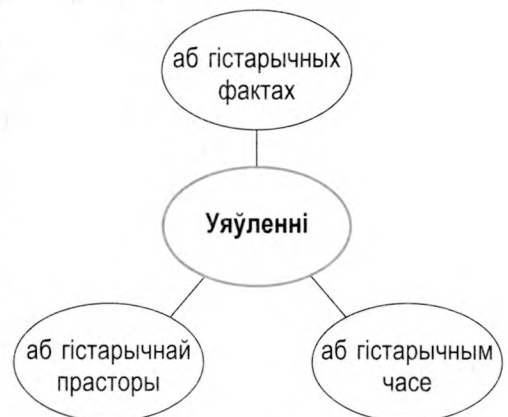 аб гістарычных
фактах
Уяўленні
аб гістарычнай
прасторы
аб гістарычным
часе